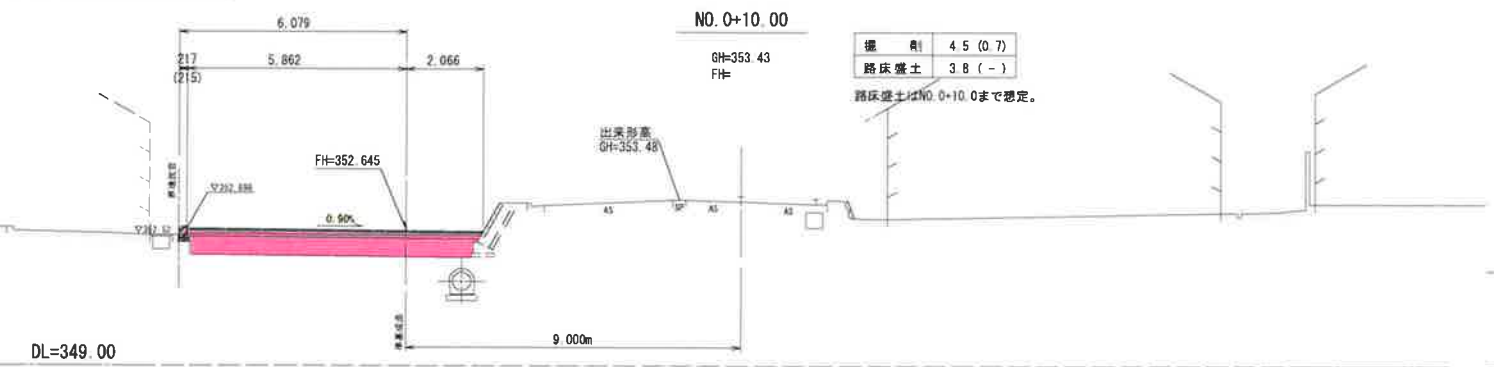 NO. 0+10. 00
6. 079
217
(215)
5. 862
2. 066
GH=353. 43
FH=
掘 削 4. 5 (0. 7)
路床盛土 3. 8 ( - )
路床盛土はNO. 0+10. 0まで想定。
出来形高
GH=353. 48
FH=352. 645
0. 90%
AS
SP
AS
AS
9. 000m
DL=349. 00